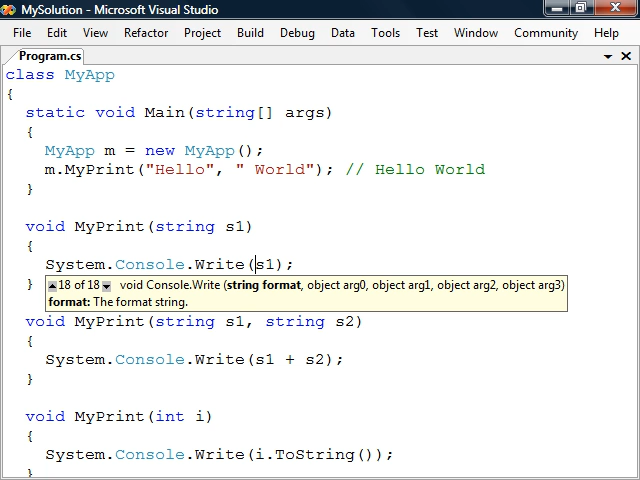 MySolution - Microsoft Visual Studio
File Edit View Refactor Project Build Debug Data Tools Test Window Community Help
Program.cs
class MyApp
{
static void Main(string[] args)
{
MyApp m = new MyApp();
m.MyPrint("Hello", " World"); // Hello World
}
void MyPrint(string s1)
{
System.Console.Write(s1);
}
18 of 18 void Console.Write (string format, object arg0, object arg1, object arg2, object arg3)
format: The format string.
void MyPrint(string s1, string s2)
{
System.Console.Write(s1 + s2);
}
void MyPrint(int i)
{
System.Console.Write(i.ToString());
}